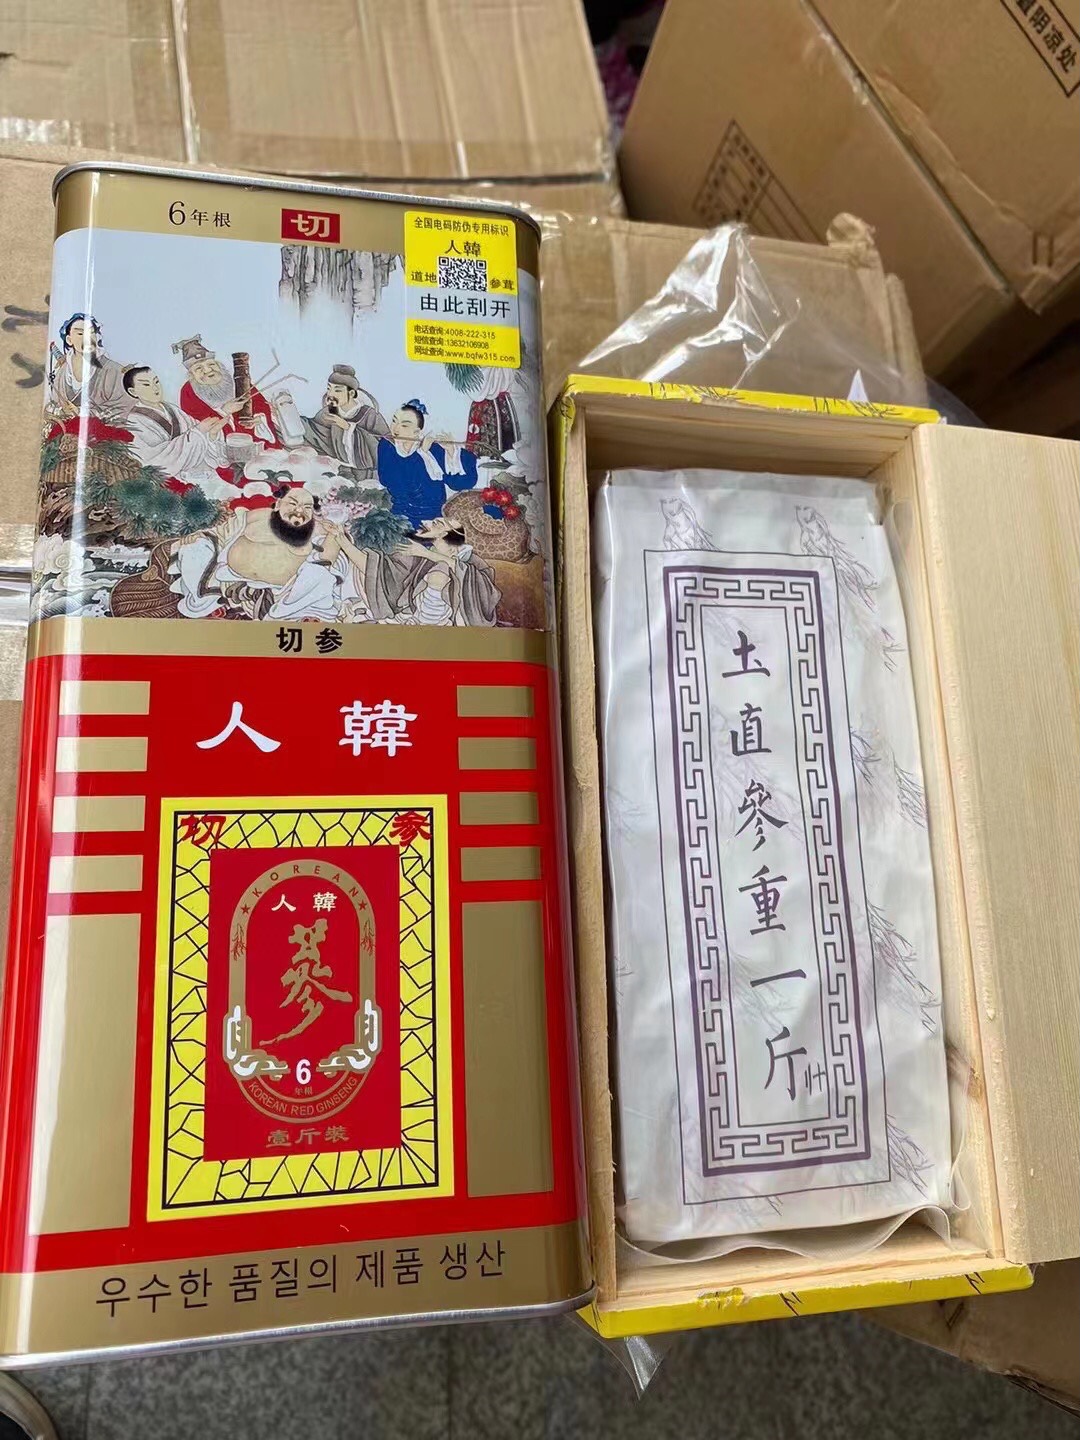 6年根
切
全国电码防伪专用标识
人韓
道地 参茸
由此刮开
电话查询:4008-222-315
短信查询:13632106908
网址查询:www.bqfw315.com
切参
人 韓
切 参
KOREAN
人 韓
蔘
6
年根
KOREAN RED GINSENG
壹斤装
우수한 품질의 제품 생산
直
參
重
一
斤
置阴凉处